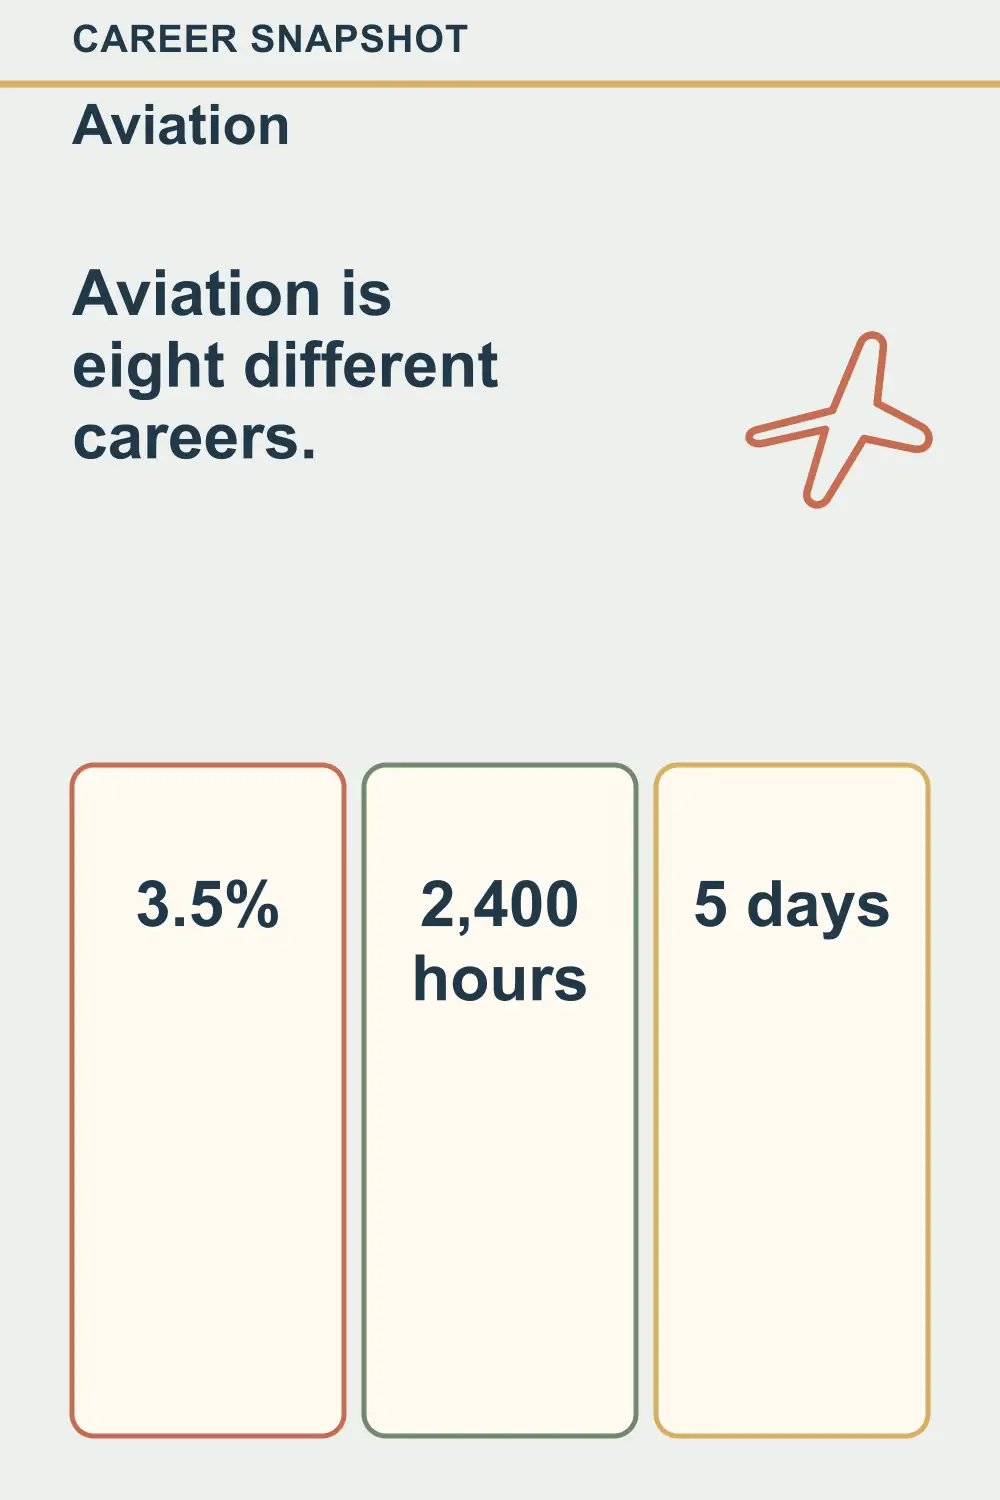 CAREER SNAPSHOT
Aviation
Aviation is
eight different
careers.
3.5%
2,400
hours
5 days